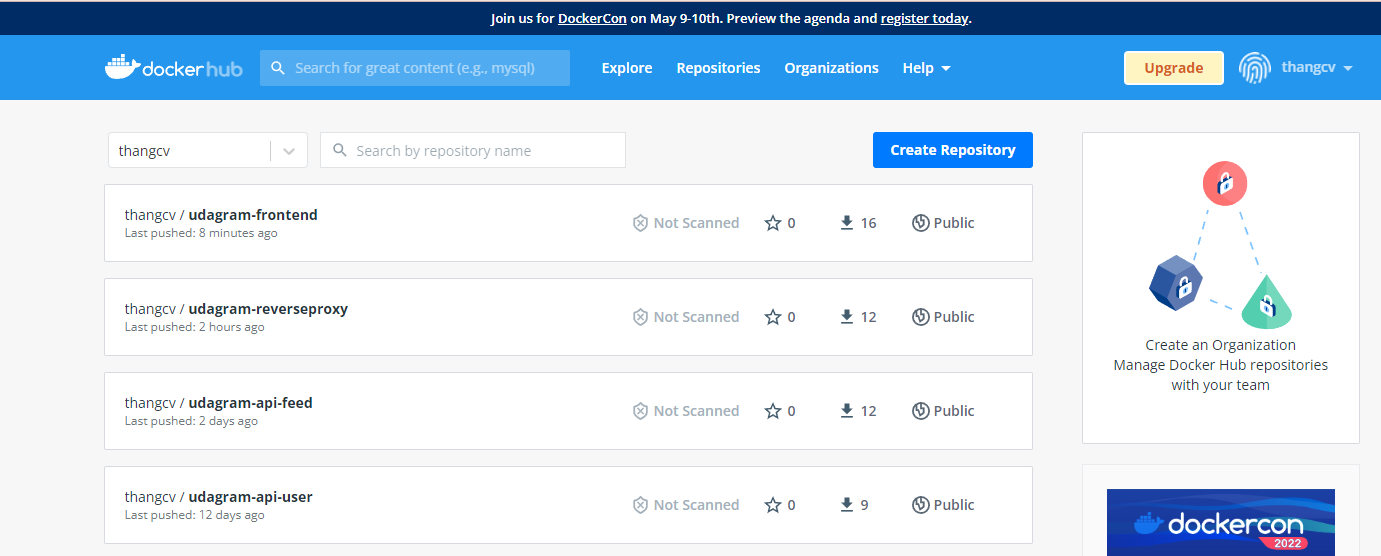 Join us for DockerCon on May 9-10th. Preview the agenda and register today.
docker hub
Search for great content (e.g., mysql)
Explore
Repositories
Organizations
Help
Upgrade
thangcv
thangcv
Search by repository name
Create Repository
thangcv / udagram-frontend
Last pushed: 8 minutes ago
Not Scanned
0
16
Public
thangcv / udagram-reverseproxy
Last pushed: 2 hours ago
Not Scanned
0
12
Public
thangcv / udagram-api-feed
Last pushed: 2 days ago
Not Scanned
0
12
Public
thangcv / udagram-api-user
Last pushed: 12 days ago
Not Scanned
0
9
Public
Create an Organization
Manage Docker Hub repositories
with your team
dockercon
2022